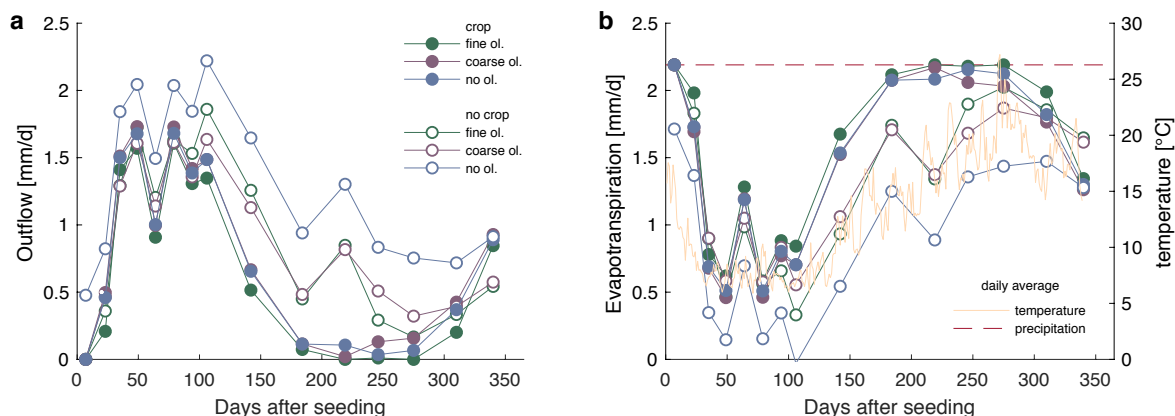 a
Outflow [mm/d]
2.5
2
1.5
1
0.5
0
0 50 100 150 200 250 300 350
Days after seeding
crop
fine ol.
coarse ol.
no ol.
no crop
fine ol.
coarse ol.
no ol.
b
Evapotranspiration [mm/d]
2.5
2
1.5
1
0.5
0
0 50 100 150 200 250 300 350
Days after seeding
daily average
temperature
precipitation
30
25
20
15
10
5
0
temperature [°C]